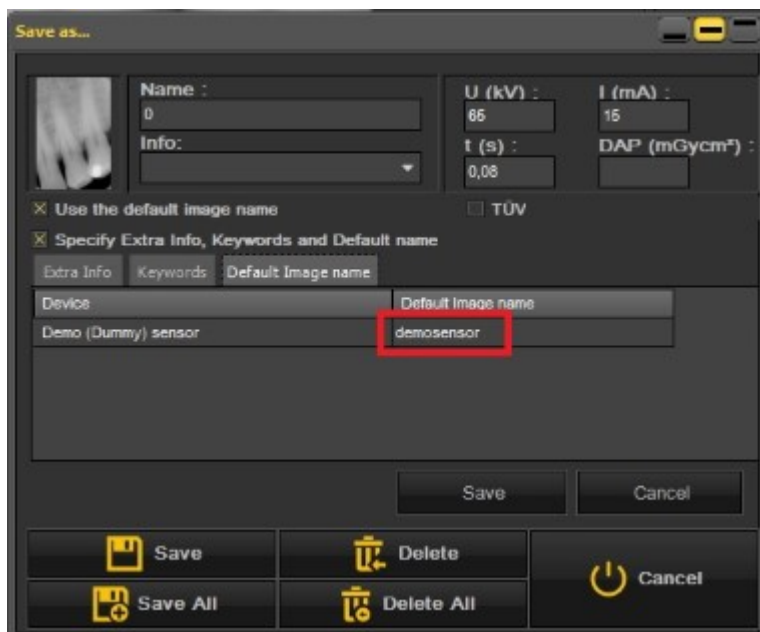 Save as...
Name :
0
Info:
U (kV) :
65
I (mA) :
15
t (s) :
0,08
DAP (mGycm²) :
Use the default image name
TÜV
Specify Extra Info, Keywords and Default name
Extra Info Keywords Default Image name
Device Default Image name
Demo (Dummy) sensor demosensor
Save Cancel
Save Delete
Cancel
Save All Delete All